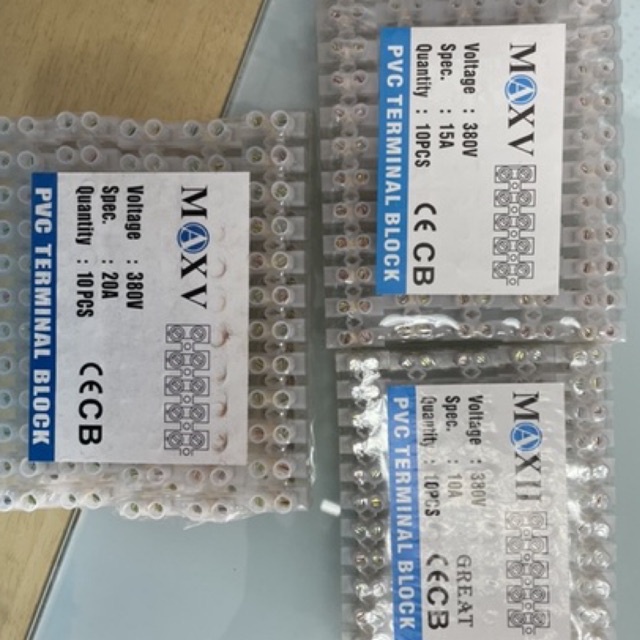 MAXV
Voltage : 380V
Spec. : 20A
Quantity : 10PCS
CE CB
PVC TERMINAL BLOCK
MAXV
Voltage : 380V
Spec. : 15A
Quantity : 10PCS
CE CB
PVC TERMINAL BLOCK
MAXII
Voltage : 380V
Spec. : 10A
Quantity : 10PCS
GREAT
CE CB
PVC TERMINAL BLOCK